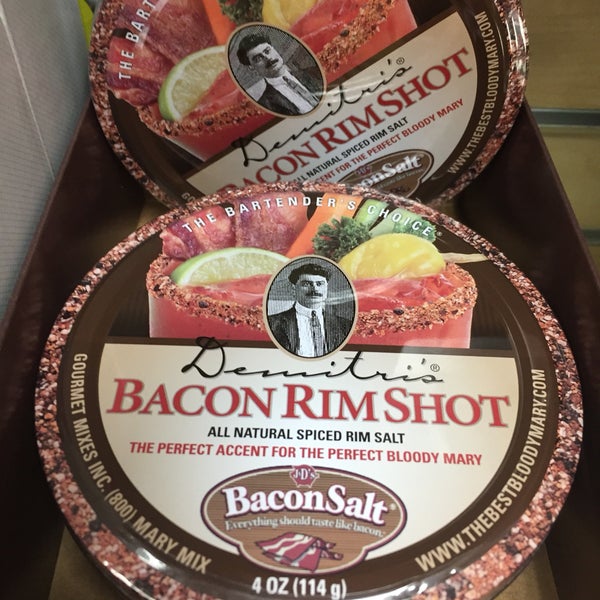 THE BART
Demitri's®
BACON RIM SHOT
ALL NATURAL SPICED RIM SALT
ACCENT FOR THE PERFECT BLOODY MARY
Salt
WWW.THEBESTBLOODYMARY.COM
THE BARTENDER'S CHOICE®
Demitri's®
BACON RIM SHOT
ALL NATURAL SPICED RIM SALT
THE PERFECT ACCENT FOR THE PERFECT BLOODY MARY
J&D's
BaconSalt®
Everything should taste like bacon.™
4 OZ (114 g)
GOURMET MIXES INC. (800) MARY MIX
WWW.THEBESTBLOODYMARY.COM